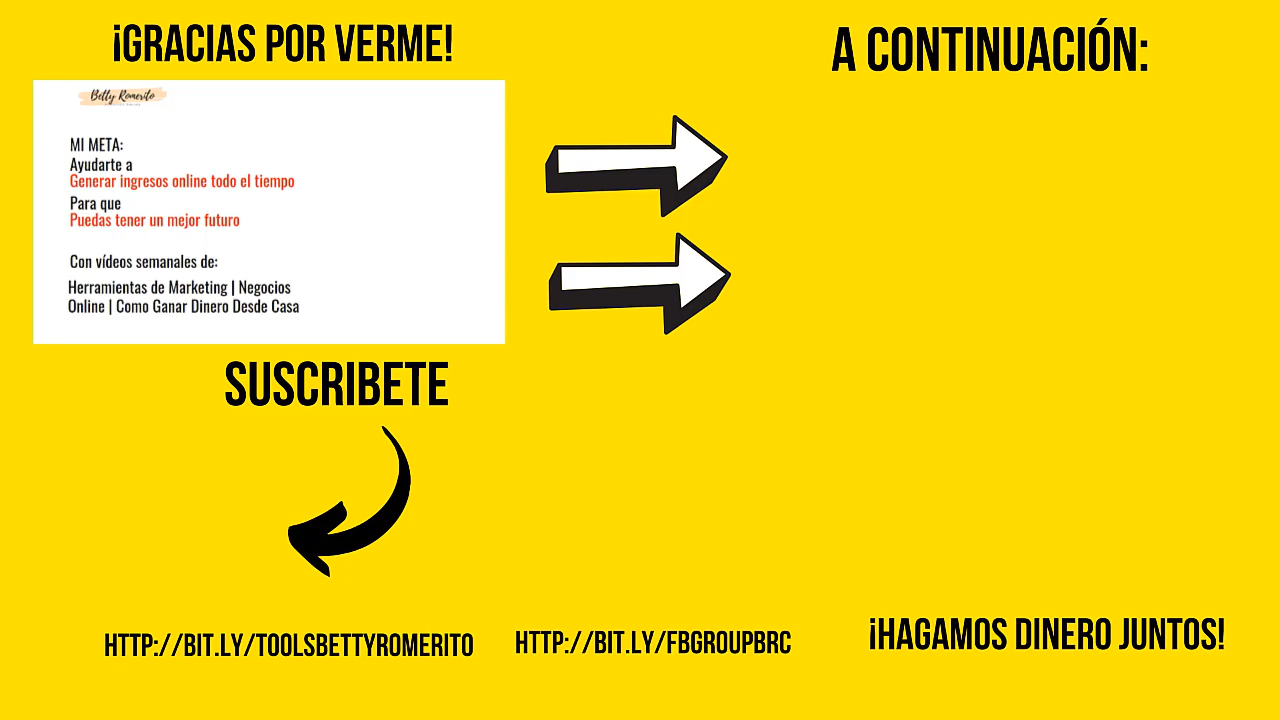 ¡GRACIAS POR VERME!
Betty Romerito
MI META:
Ayudarte a
Generar ingresos online todo el tiempo
Para que
Puedas tener un mejor futuro
Con vídeos semanales de:
Herramientas de Marketing | Negocios
Online | Como Ganar Dinero Desde Casa
SUSCRIBETE
A CONTINUACIÓN:
HTTP://BIT.LY/TOOLSBETTYROMERITO
HTTP://BIT.LY/FBGROUPBRC
¡HAGAMOS DINERO JUNTOS!